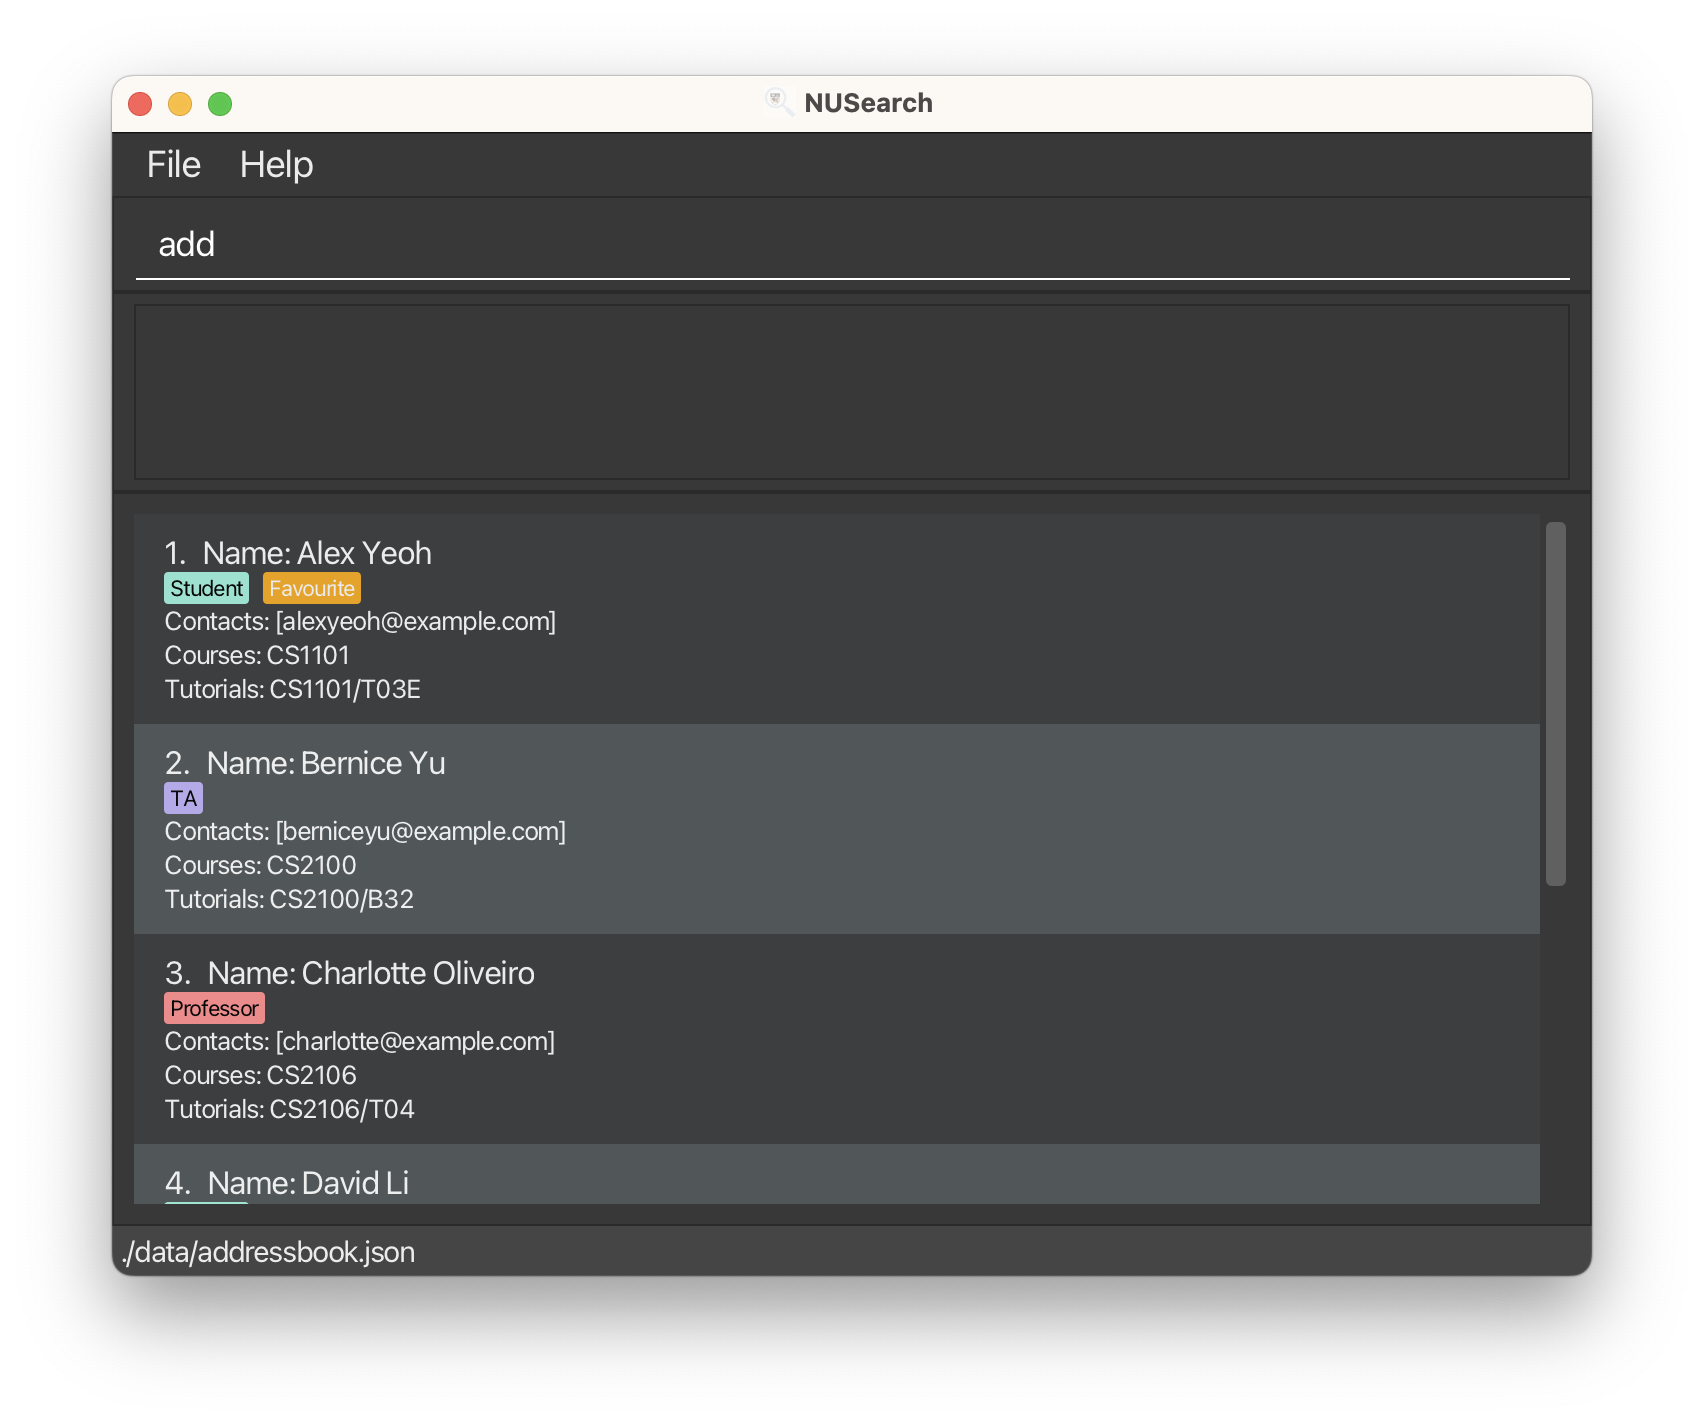 NUSearch
File Help
add
1. Name: Alex Yeoh
Student Favourite
Contacts: [alexyeoh@example.com]
Courses: CS1101
Tutorials: CS1101/T03E
2. Name: Bernice Yu
TA
Contacts: [berniceyu@example.com]
Courses: CS2100
Tutorials: CS2100/B32
3. Name: Charlotte Oliveiro
Professor
Contacts: [charlotte@example.com]
Courses: CS2106
Tutorials: CS2106/T04
4. Name: David Li
./data/addressbook.json